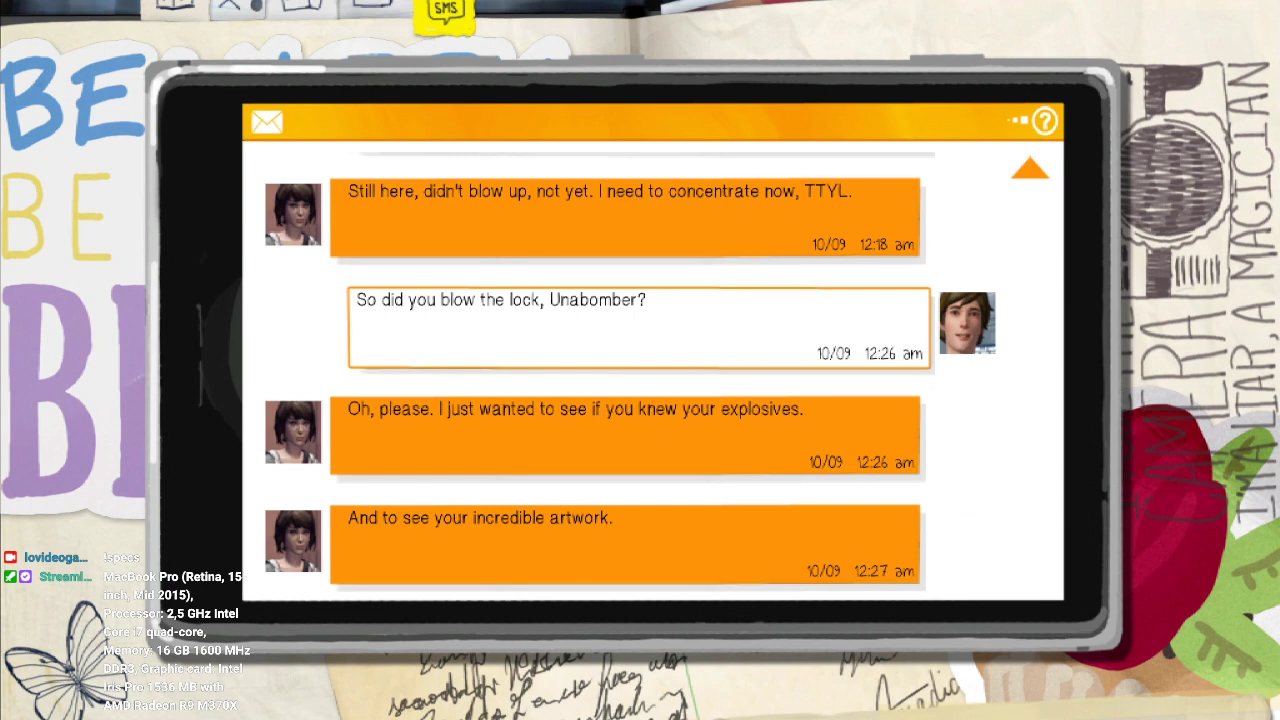 SMS
BE
BE
Still here, didn't blow up, not yet. I need to concentrate now, TTYL.
10/09 12:18 am
So did you blow the lock, Unabomber?
10/09 12:26 am
Oh, please. I just wanted to see if you knew your explosives.
10/09 12:26 am
And to see your incredible artwork.
10/09 12:27 am
lovideoga... !specs
Streaml... MacBook Pro (Retina, 15
inch, Mid 2015),
Processor: 2,5 GHz Intel
Core i7 quad-core,
Memory: 16 GB 1600 MHz
DDR3, Graphic card: Intel
Iris Pro 1536 MB with
AMD Radeon R9 M370X
I'M A LIAR, A MAGICIAN